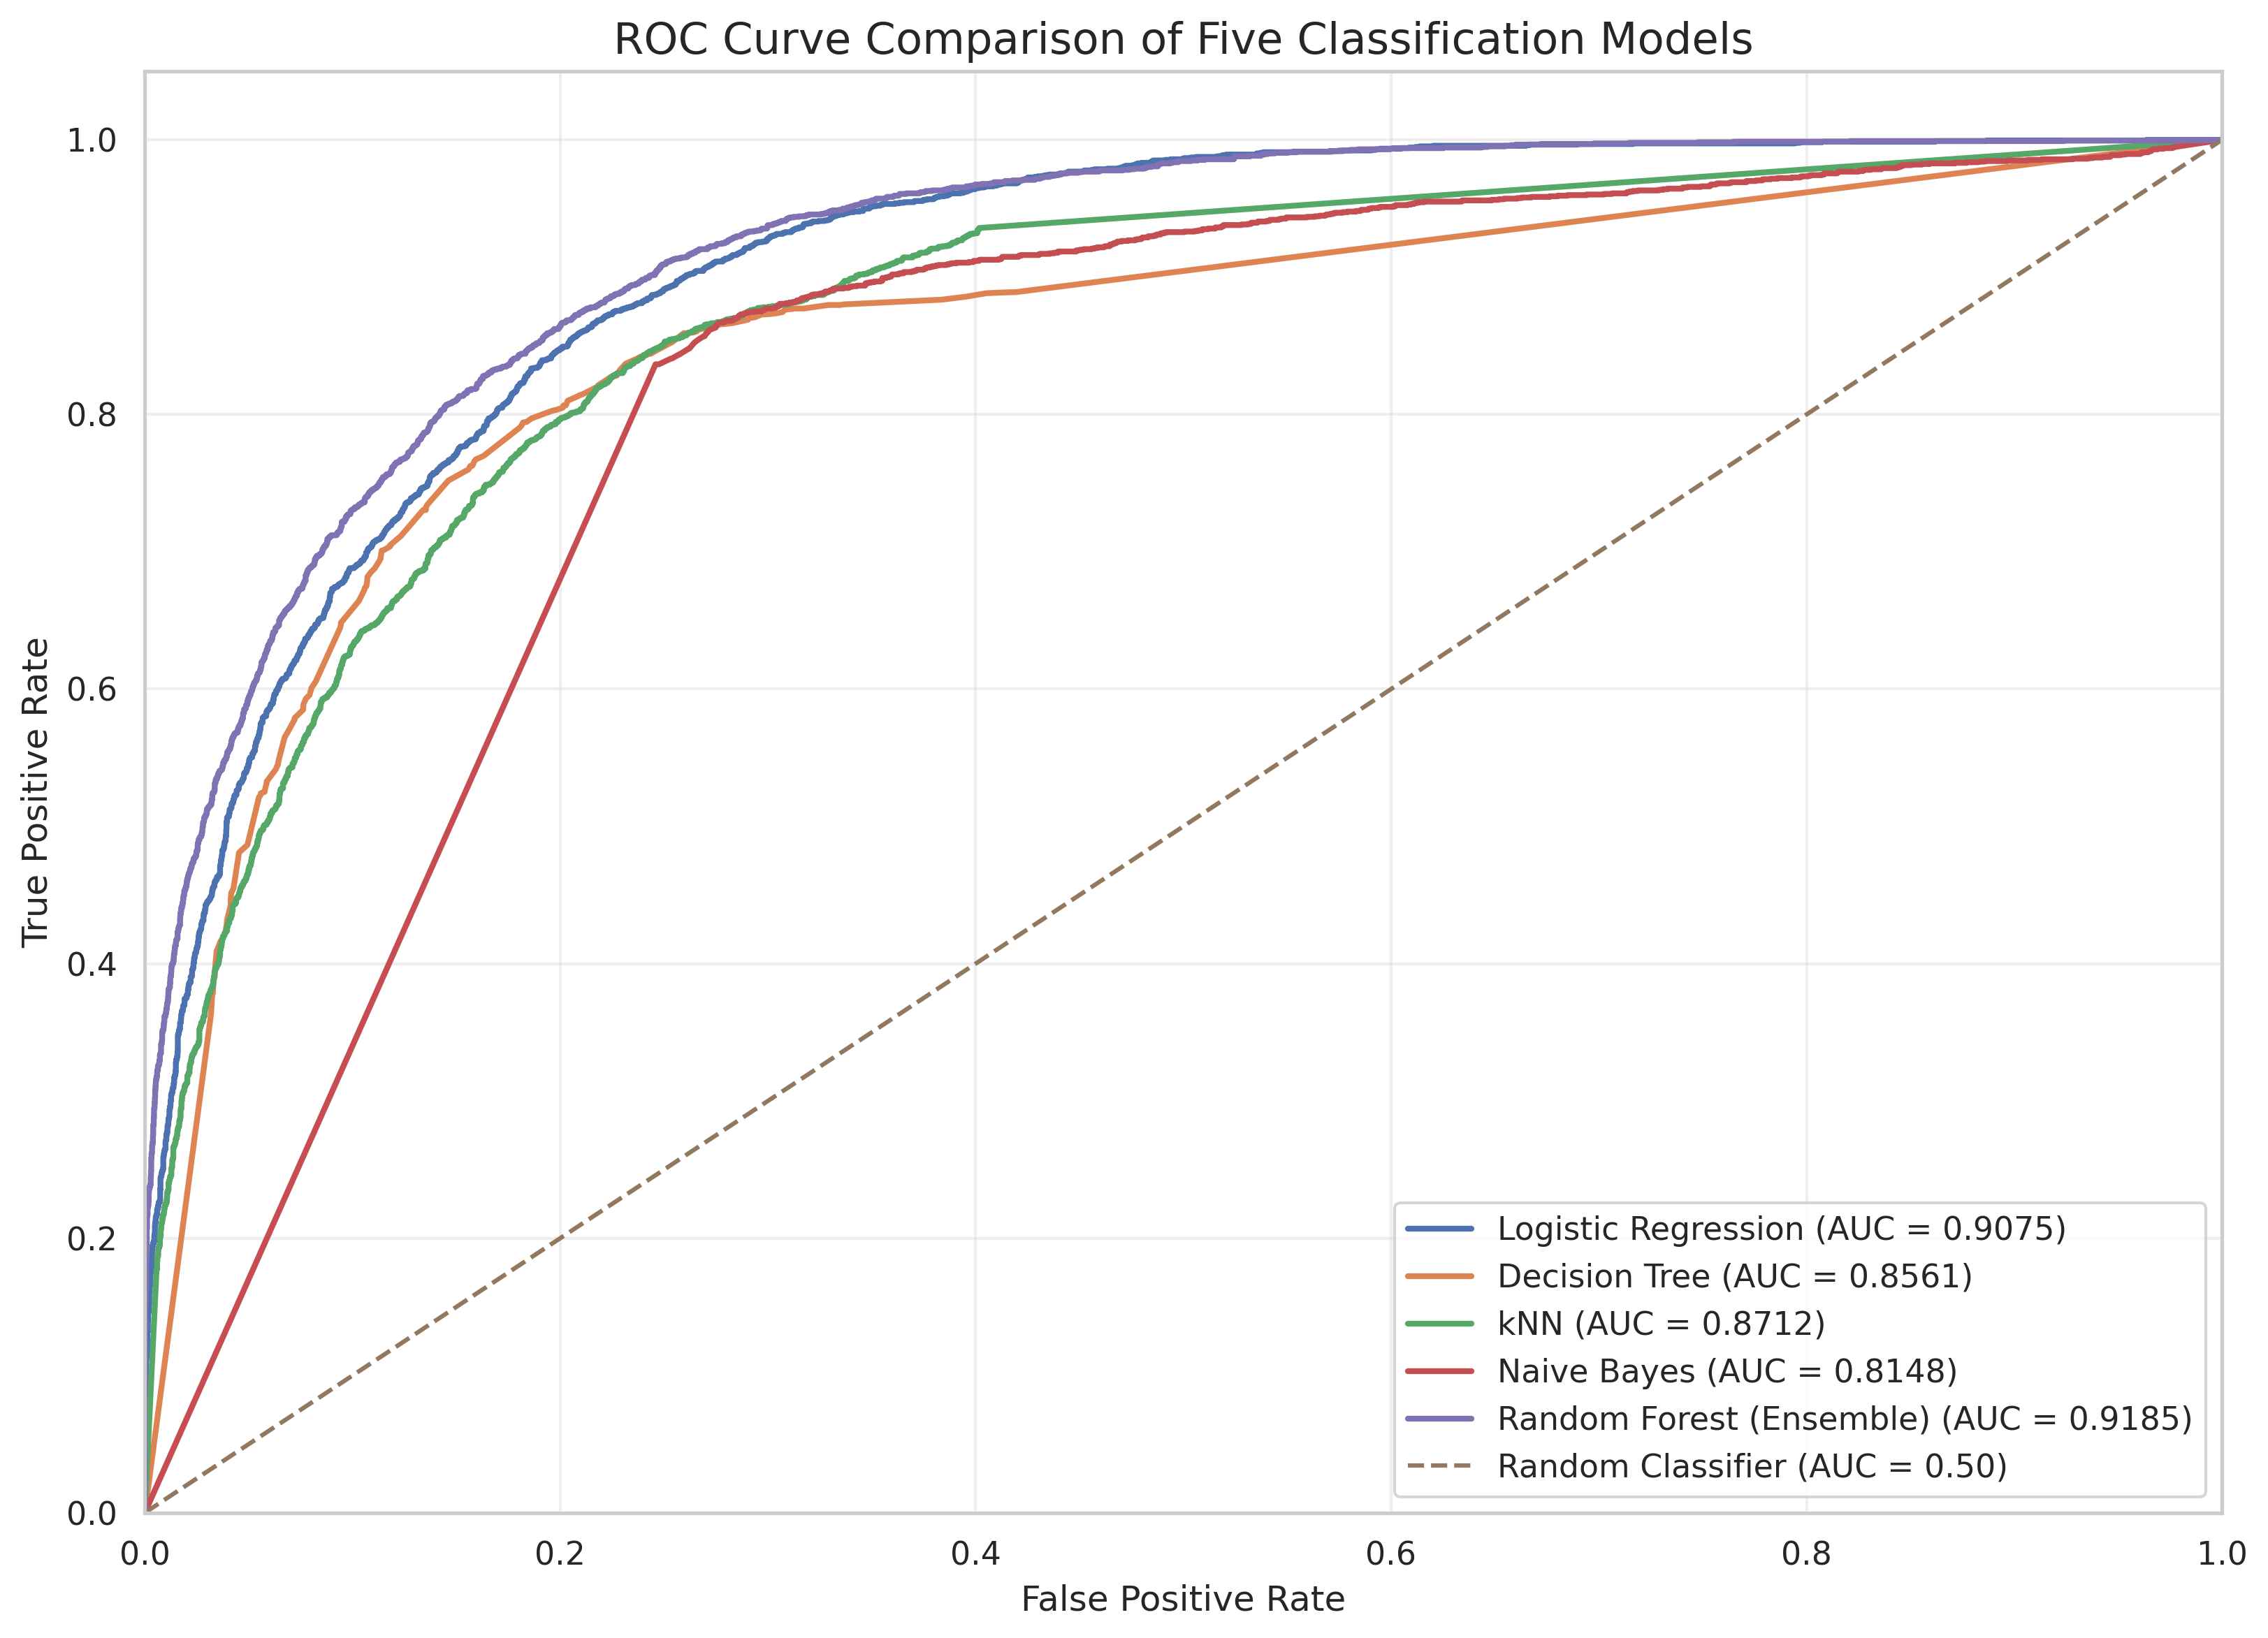 ROC Curve Comparison of Five Classification Models
True Positive Rate
1.0
0.8
0.6
0.4
0.2
0.0
0.0 0.2 0.4 0.6 0.8 1.0
False Positive Rate
Logistic Regression (AUC = 0.9075)
Decision Tree (AUC = 0.8561)
kNN (AUC = 0.8712)
Naive Bayes (AUC = 0.8148)
Random Forest (Ensemble) (AUC = 0.9185)
Random Classifier (AUC = 0.50)